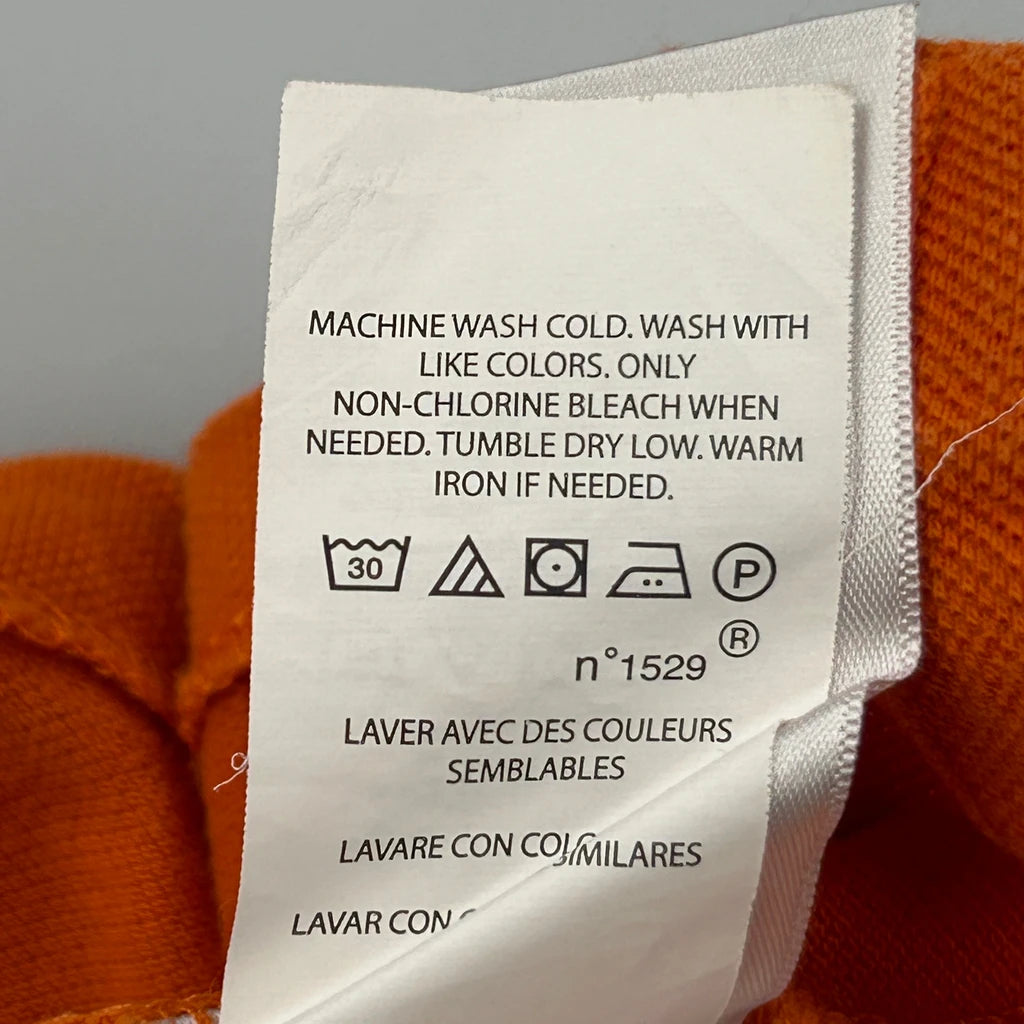 MACHINE WASH COLD. WASH WITH
LIKE COLORS. ONLY
NON-CHLORINE BLEACH WHEN
NEEDED. TUMBLE DRY LOW. WARM
IRON IF NEEDED.
30 P
®
n°1529
LAVER AVEC DES COULEURS
SEMBLABLES
LAVARE CON
LAVAR CON